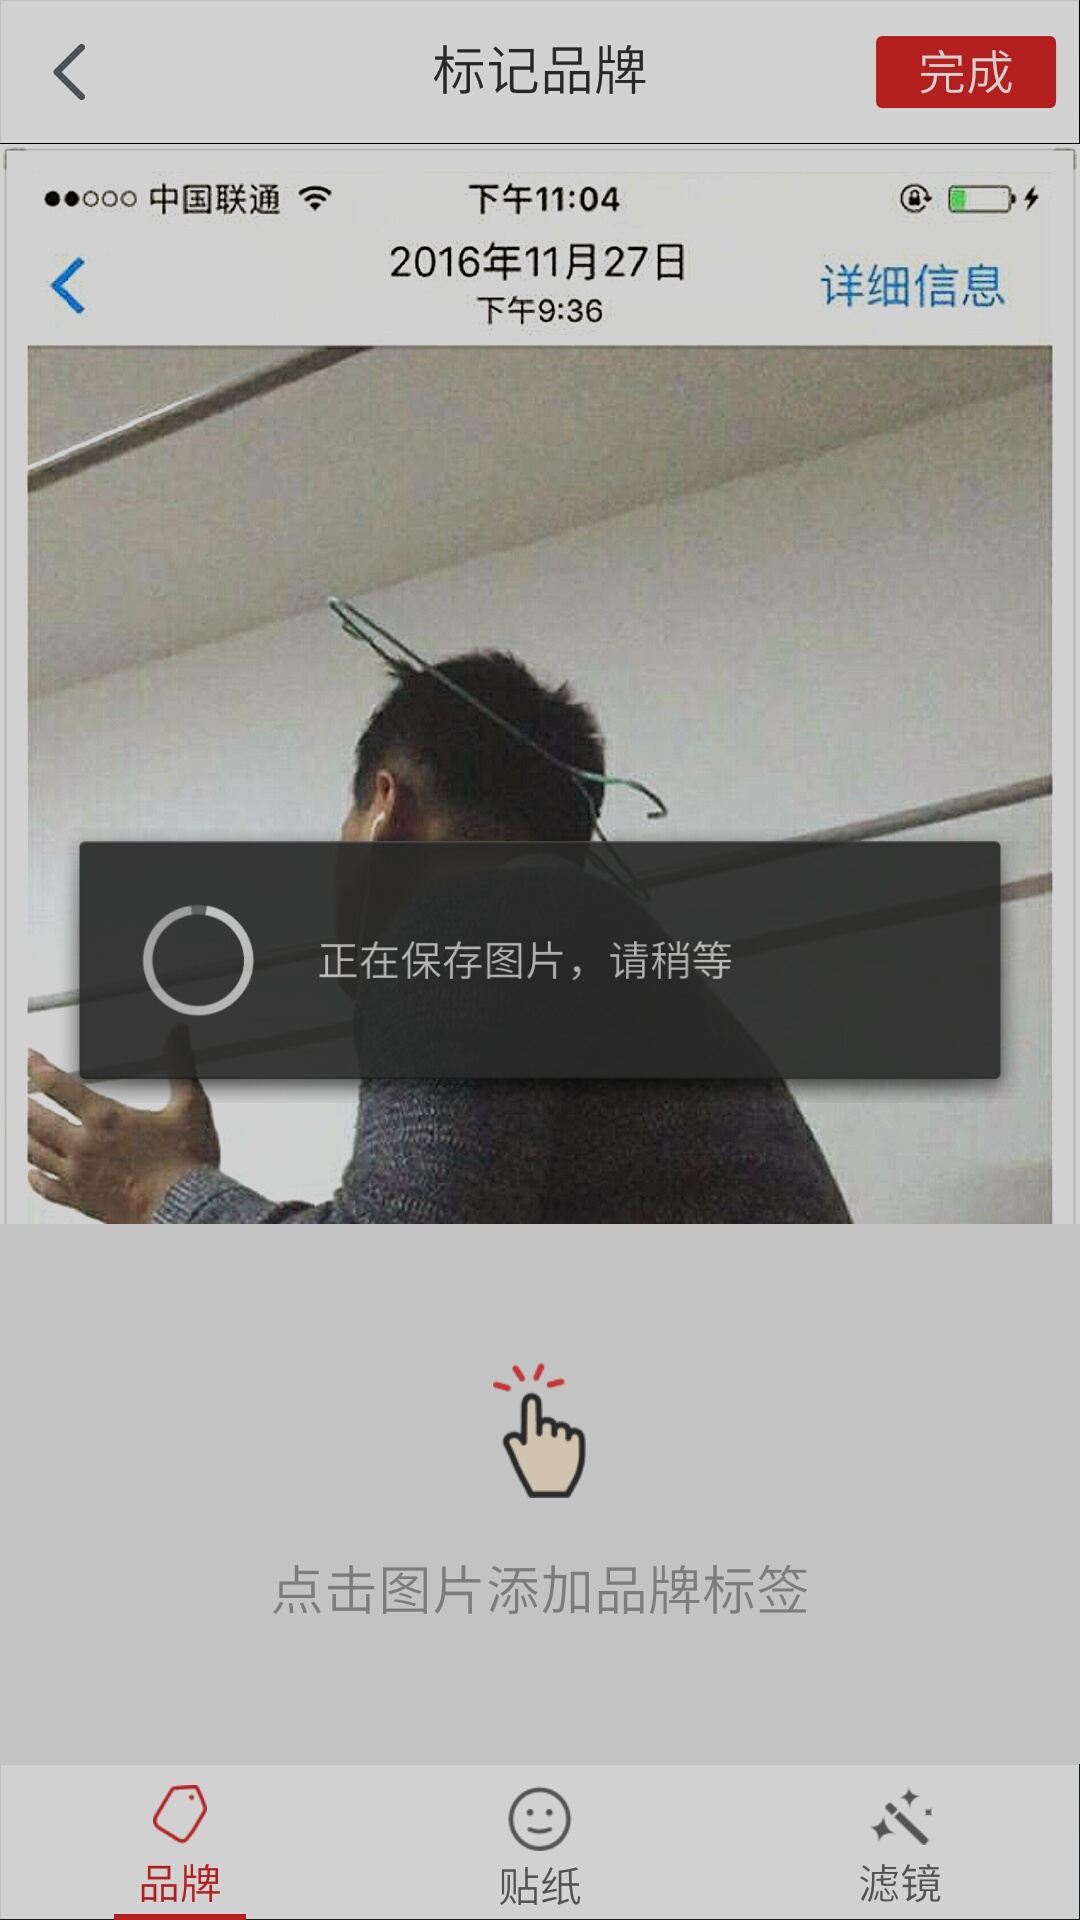 标记品牌
完成
中国联通
下午11:04
2016年11月27日
下午9:36
详细信息
正在保存图片，请稍等
点击图片添加品牌标签
品牌
贴纸
滤镜